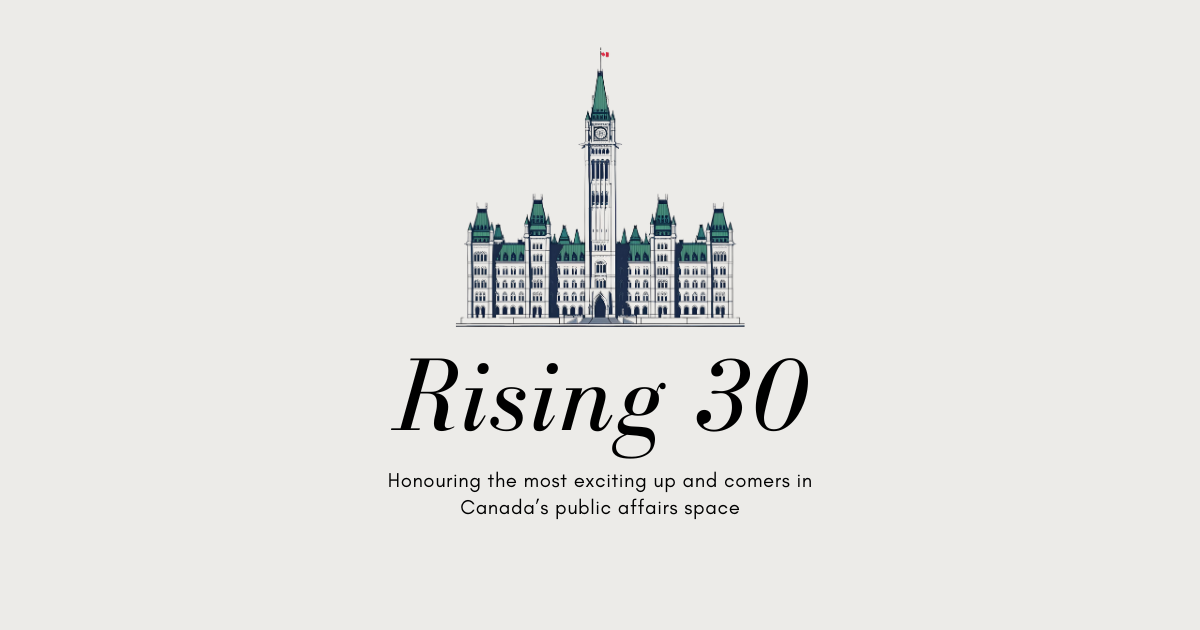 Rising 30
Honouring the most exciting up and comers in
Canada’s public affairs space